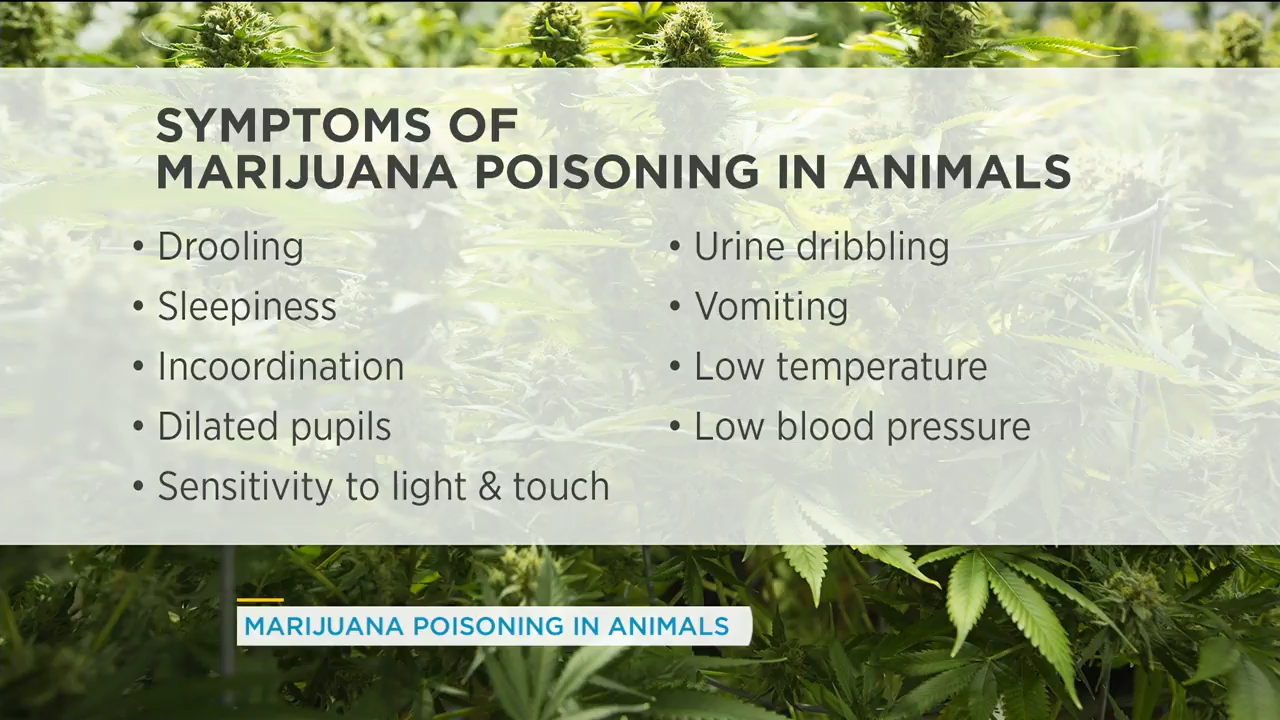 SYMPTOMS OF
MARIJUANA POISONING IN ANIMALS
• Drooling
• Sleepiness
• Incoordination
• Dilated pupils
• Sensitivity to light & touch
• Urine dribbling
• Vomiting
• Low temperature
• Low blood pressure
MARIJUANA POISONING IN ANIMALS